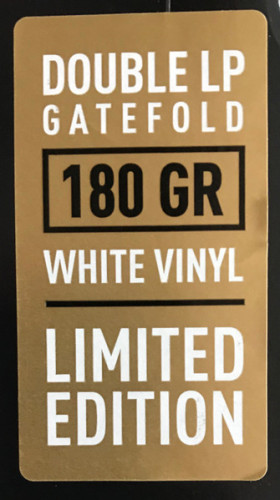 DOUBLE LP
GATEFOLD
180 GR
WHITE VINYL
LIMITED
EDITION